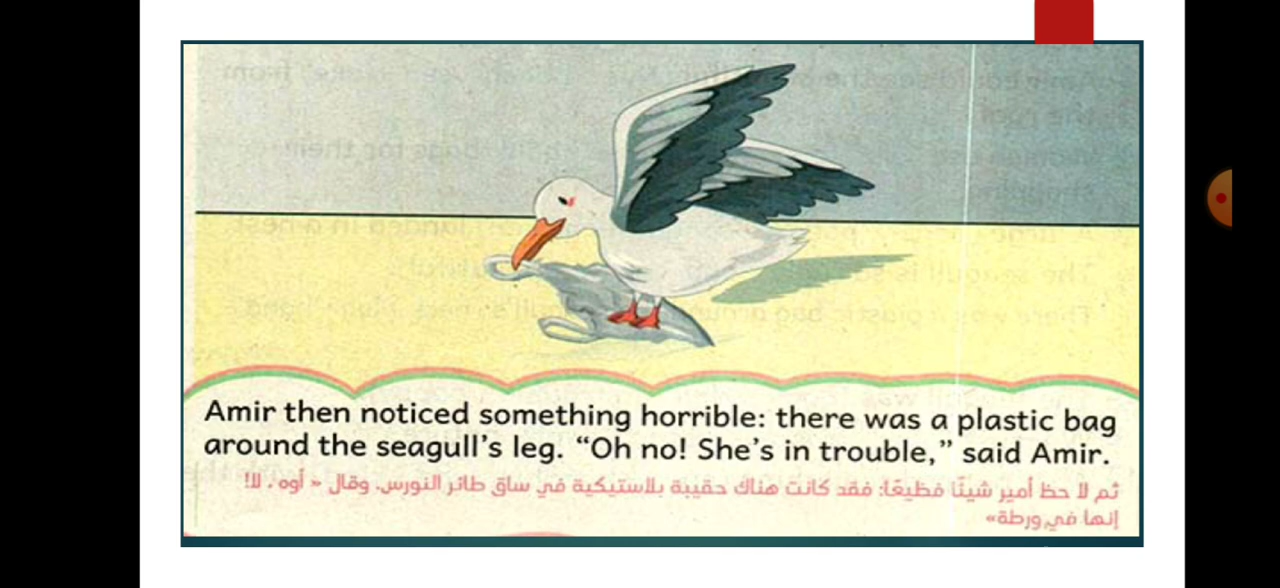 Amir then noticed something horrible: there was a plastic bag
around the seagull's leg. “Oh no! She's in trouble,” said Amir.
ثم لا حظ أمير شيئًا فظيعًا: فقد كانت هناك حقيبة بلاستيكية في ساق طائر النورس. وقال « أوه . لا!
إنها في ورطة»